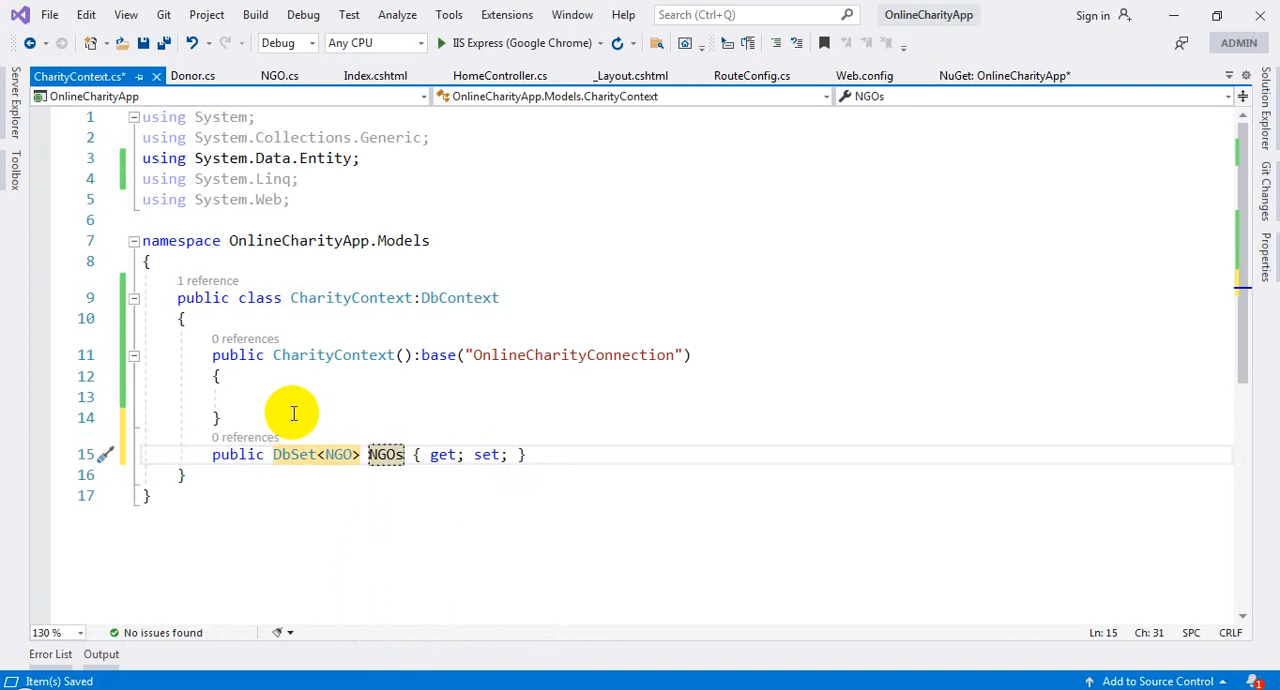 File Edit View Git Project Build Debug Test Analyze Tools Extensions Window Help Search (Ctrl+Q) OnlineCharityApp Sign in
Debug Any CPU IIS Express (Google Chrome) ADMIN
CharityContext.cs* Donor.cs NGO.cs Index.cshtml HomeController.cs _Layout.cshtml RouteConfig.cs Web.config NuGet: OnlineCharityApp*
OnlineCharityApp OnlineCharityApp.Models.CharityContext NGOs
Server Explorer
Toolbox
Solution Explorer
Git Changes
Properties
1 using System;
2 using System.Collections.Generic;
3 using System.Data.Entity;
4 using System.Linq;
5 using System.Web;
6
7 namespace OnlineCharityApp.Models
8 {
1 reference
9 public class CharityContext:DbContext
10 {
0 references
11 public CharityContext():base("OnlineCharityConnection")
12 {
13
14 }
0 references
15 public DbSet<NGO> NGOs { get; set; }
16 }
17 }
130 % No issues found Ln: 15 Ch: 31 SPC CRLF
Error List Output
Item(s) Saved Add to Source Control 1